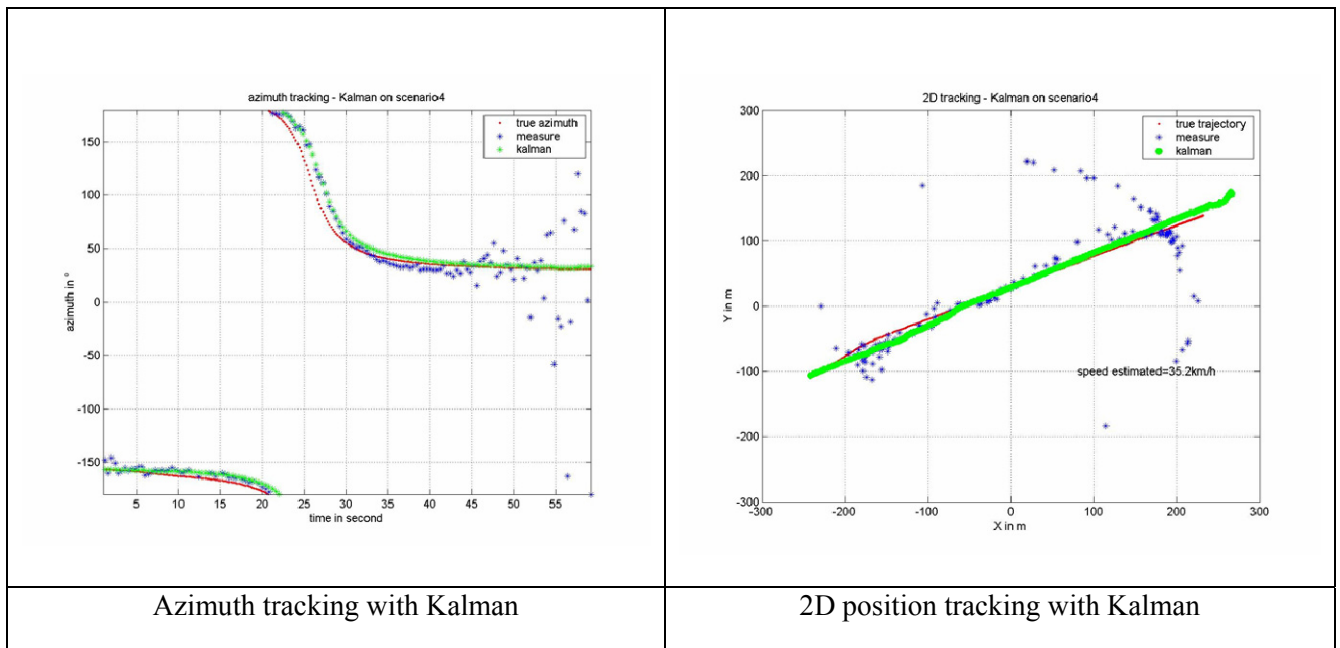 azimuth tracking - Kalman on scenario4
true azimuth
measure
kalman
150
100
50
0
-50
-100
-150
azimuth in °
5 10 15 20 25 30 35 40 45 50 55
time in second
2D tracking - Kalman on scenario4
true trajectory
measure
kalman
300
200
100
0
-100
-200
-300
Y in m
speed estimated=35.2km/h
-300 -200 -100 0 100 200 300
X in m
Azimuth tracking with Kalman
2D position tracking with Kalman